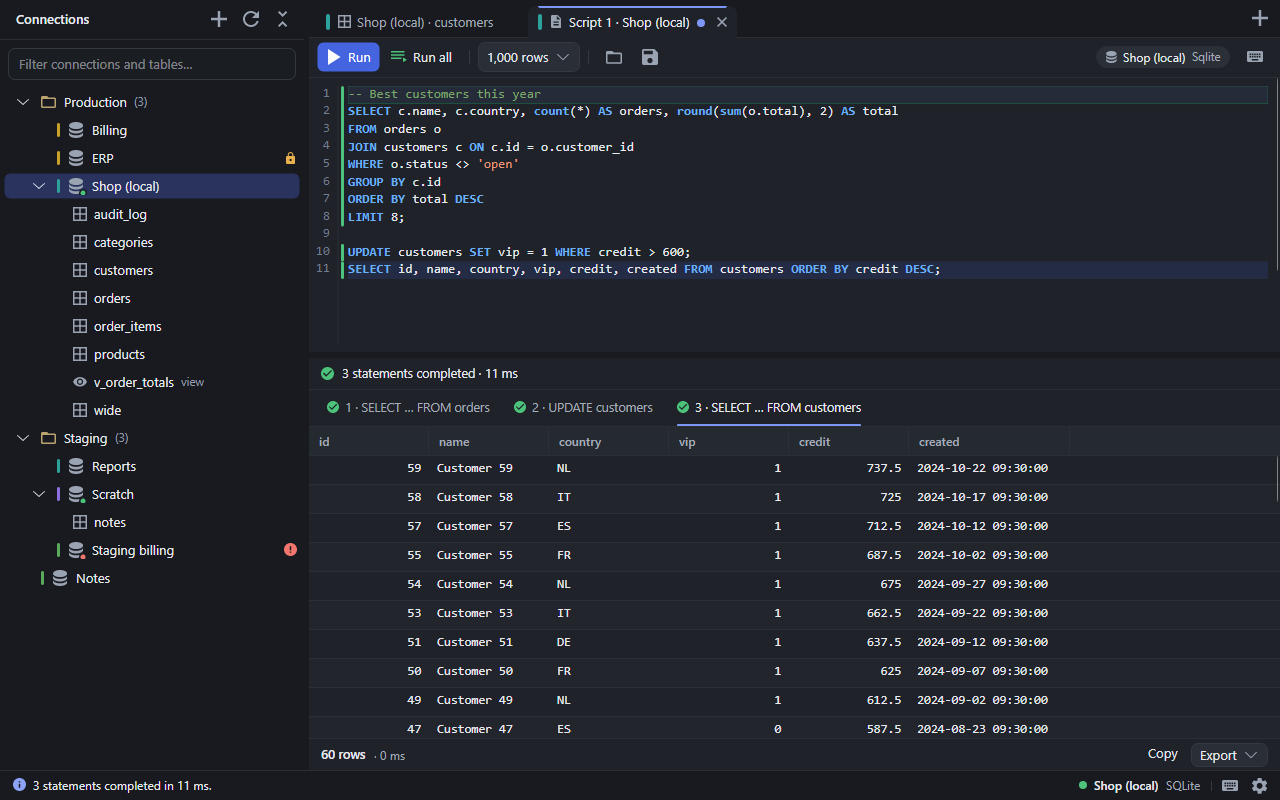 Connections
Filter connections and tables...
Production (3)
Billing
ERP
Shop (local)
audit_log
categories
customers
orders
order_items
products
v_order_totals view
wide
Staging (3)
Reports
Scratch
notes
Staging billing
Notes
Shop (local) · customers
Script 1 · Shop (local)
Run
Run all
1,000 rows
Shop (local) Sqlite
1 -- Best customers this year
2 SELECT c.name, c.country, count(*) AS orders, round(sum(o.total), 2) AS total
3 FROM orders o
4 JOIN customers c ON c.id = o.customer_id
5 WHERE o.status <> 'open'
6 GROUP BY c.id
7 ORDER BY total DESC
8 LIMIT 8;
9
10 UPDATE customers SET vip = 1 WHERE credit > 600;
11 SELECT id, name, country, vip, credit, created FROM customers ORDER BY credit DESC;
3 statements completed · 11 ms
1 · SELECT ... FROM orders 2 · UPDATE customers 3 · SELECT ... FROM customers
id name country vip credit created
59 Customer 59 NL 1 737.5 2024-10-22 09:30:00
58 Customer 58 IT 1 725 2024-10-17 09:30:00
57 Customer 57 ES 1 712.5 2024-10-12 09:30:00
55 Customer 55 FR 1 687.5 2024-10-02 09:30:00
54 Customer 54 NL 1 675 2024-09-27 09:30:00
53 Customer 53 IT 1 662.5 2024-09-22 09:30:00
51 Customer 51 DE 1 637.5 2024-09-12 09:30:00
50 Customer 50 FR 1 625 2024-09-07 09:30:00
49 Customer 49 NL 1 612.5 2024-09-02 09:30:00
47 Customer 47 ES 0 587.5 2024-08-23 09:30:00
60 rows · 0 ms
Copy
Export
3 statements completed in 11 ms.
Shop (local) SQLite